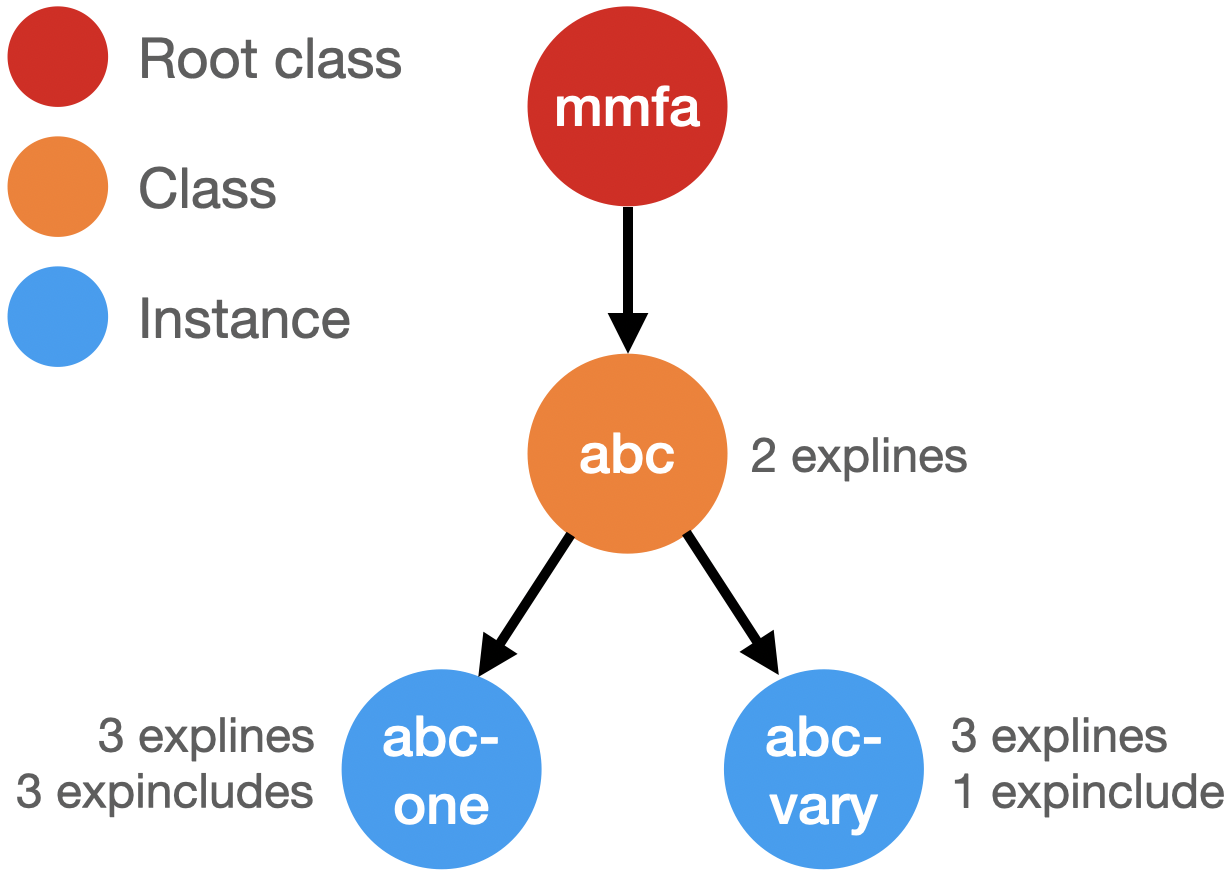 Root class
Class
Instance
mmfa
abc
2 explines
3 explines
3 expincludes
abc-
one
abc-
vary
3 explines
1 expinclude